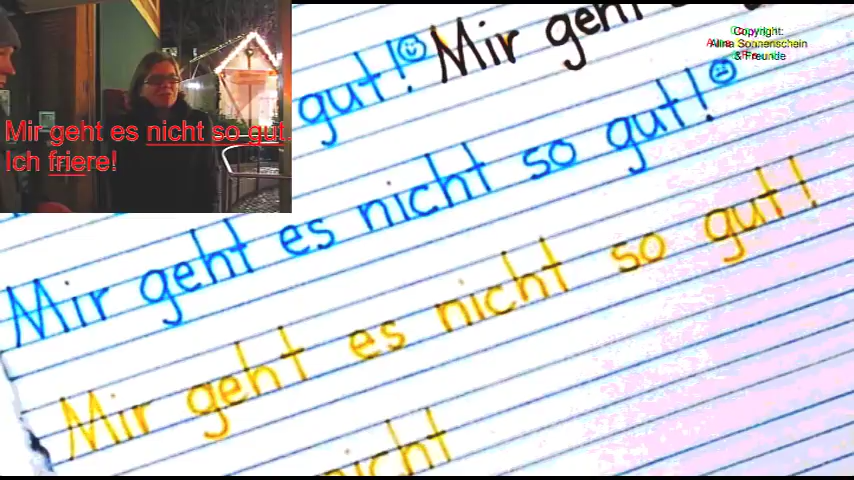 Mir geht es nicht so gut.
Ich friere!
Copyright:
Alina Sonnenschein
& Freunde
gut! Mir geht
Mir geht es nicht so gut!
Mir geht es nicht so gut!
nicht